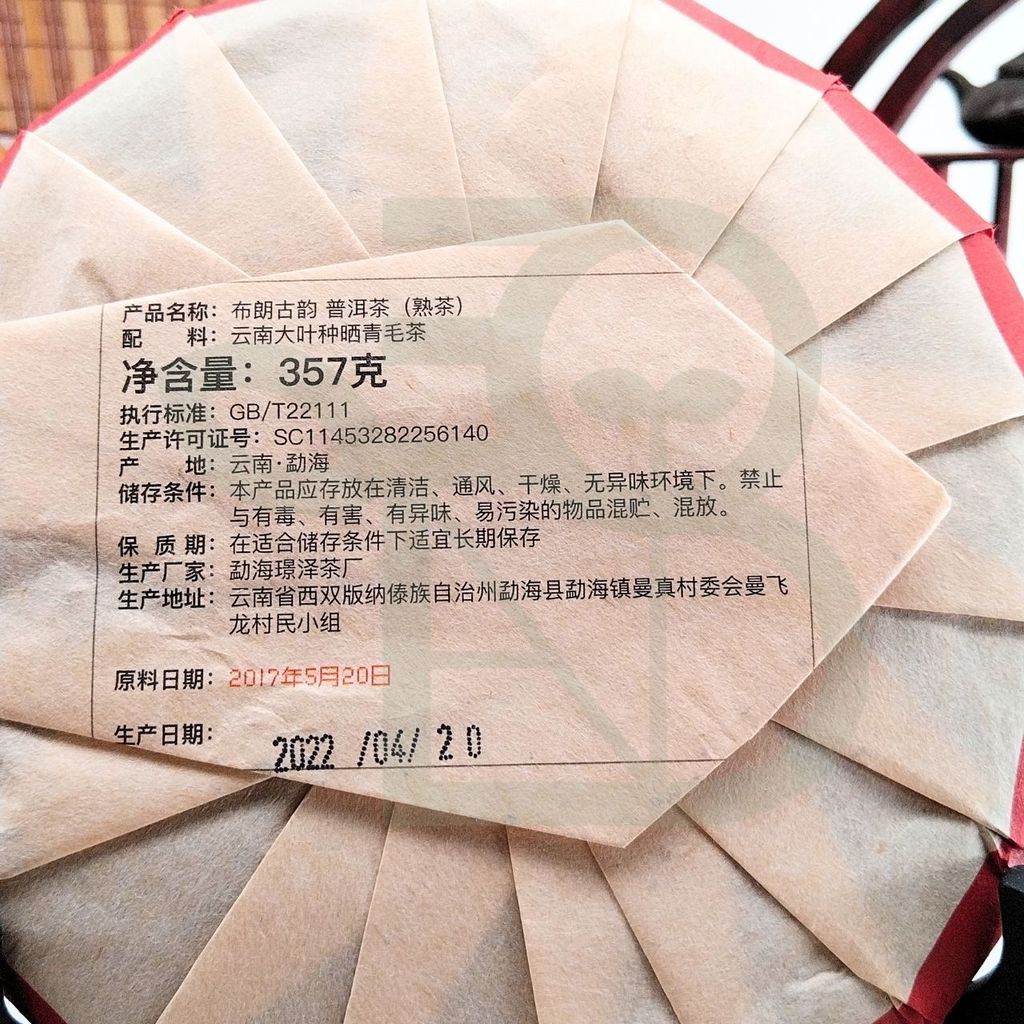 产品名称：布朗古韵 普洱茶（熟茶）
配　　料：云南大叶种晒青毛茶
净含量：357克
执行标准：GB/T22111
生产许可证号：SC11453282256140
产　　地：云南·勐海
储存条件：本产品应存放在清洁、通风、干燥、无异味环境下。禁止
与有毒、有害、有异味、易污染的物品混贮、混放。
保 质 期：在适合储存条件下适宜长期保存
生产厂家：勐海璟泽茶厂
生产地址：云南省西双版纳傣族自治州勐海县勐海镇曼真村委会曼飞
龙村民小组
原料日期：2017年5月20日
生产日期：2022 /04/ 20